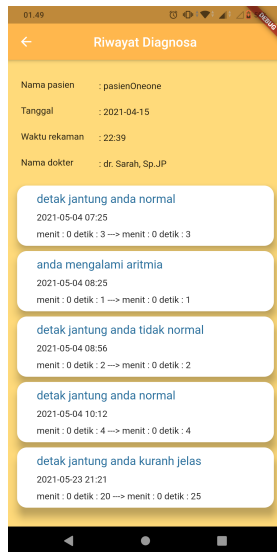 01.49
DEBUG
Riwayat Diagnosa
Nama pasien : pasienOneone
Tanggal : 2021-04-15
Waktu rekaman : 22:39
Nama dokter : dr. Sarah, Sp.JP
detak jantung anda normal
2021-05-04 07:25
menit : 0 detik : 3 ---> menit : 0 detik : 3
anda mengalami aritmia
2021-05-04 08:25
menit : 0 detik : 1 ---> menit : 0 detik : 1
detak jantung anda tidak normal
2021-05-04 08:56
menit : 0 detik : 2 ---> menit : 0 detik : 2
detak jantung anda normal
2021-05-04 10:12
menit : 0 detik : 4 ---> menit : 0 detik : 4
detak jantung anda kuranh jelas
2021-05-23 21:21
menit : 0 detik : 20 ---> menit : 0 detik : 25